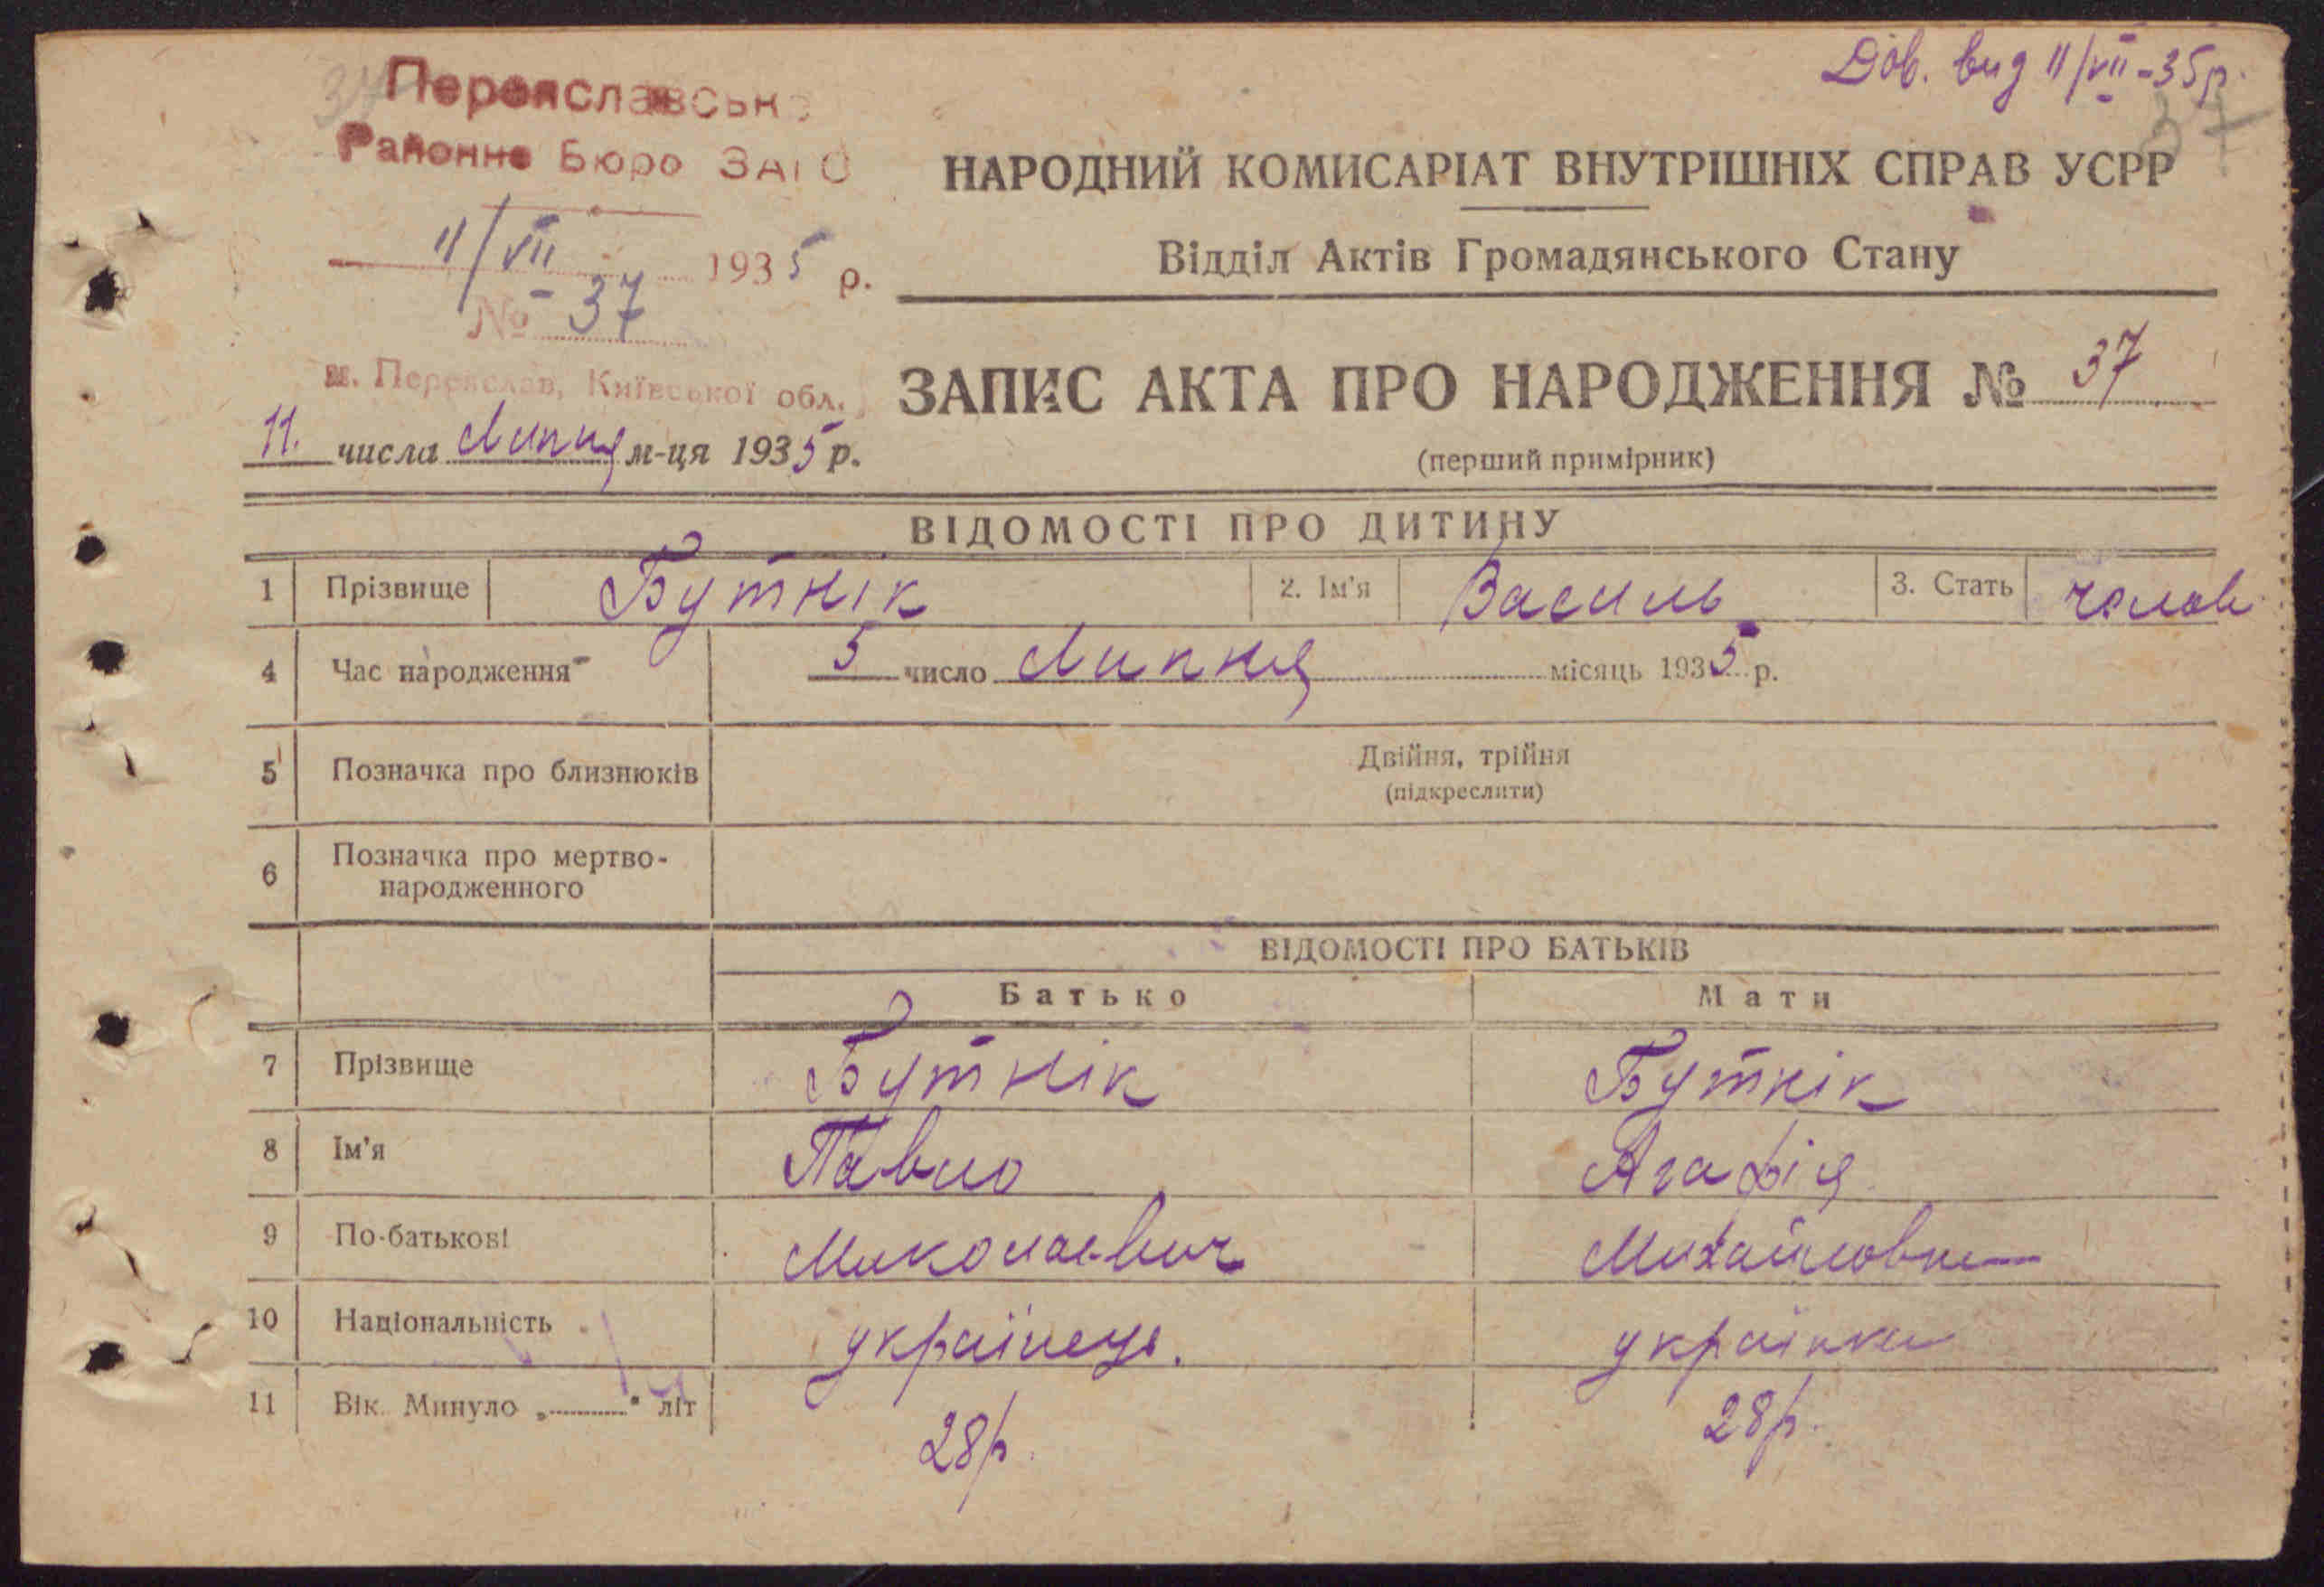 Дов. вид 11/VII-35р.
37
Переяславськ
Районне Бюро ЗАГС
11/VII 1935 р.
№ 37
м. Переяслав, Київської обл.
11. числа Липня м-ця 1935 р.
НАРОДНИЙ КОМИСАРІАТ ВНУТРІШНІХ СПРАВ УСРР
Відділ Актів Громадянського Стану
ЗАПИС АКТА ПРО НАРОДЖЕННЯ № 37
(перший примірник)
ВІДОМОСТІ ПРО ДИТИНУ
1 Прізвище Бутнік 2. Ім'я Василь 3. Стать чолов
4 Час народження 5 число Липня місяць 1935 р.
5 Позначка про близнюків Двійня, трійня
(підкреслити)
6 Позначка про мертво-
народженного
ВІДОМОСТІ ПРО БАТЬКІВ
Батько Мати
7 Прізвище Бутнік Бутнік
8 Ім'я Павло Агафія
9 По-батькові Миколаевич Михайловна
10 Національність українець. українка
11 Вік. Минуло „ “ літ 28р. 28р.